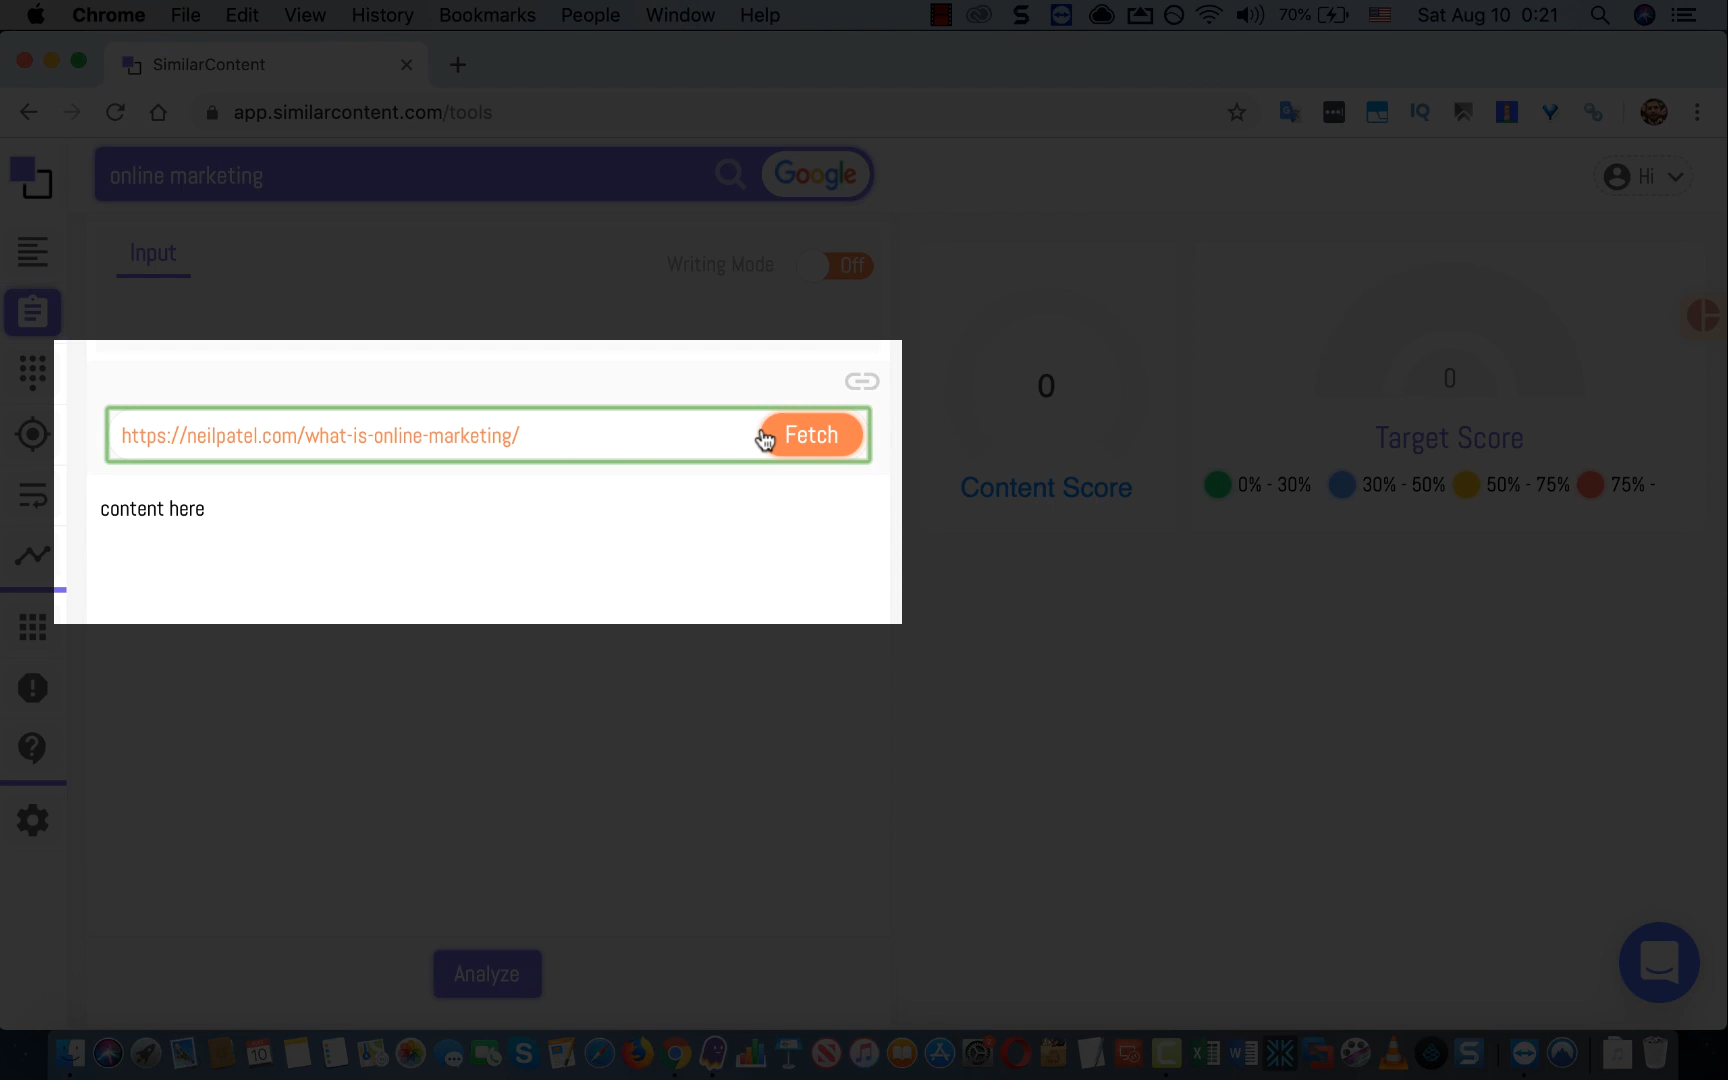 Chrome File Edit View History Bookmarks People Window Help 70% Sat Aug 10 0:21
SimilarContent
app.similarcontent.com/tools
online marketing Google
Hi
Input
Writing Mode Off
https://neilpatel.com/what-is-online-marketing/ Fetch
content here
0
Content Score
0
Target Score
0% - 30% 30% - 50% 50% - 75% 75% -
Analyze
IQ
10